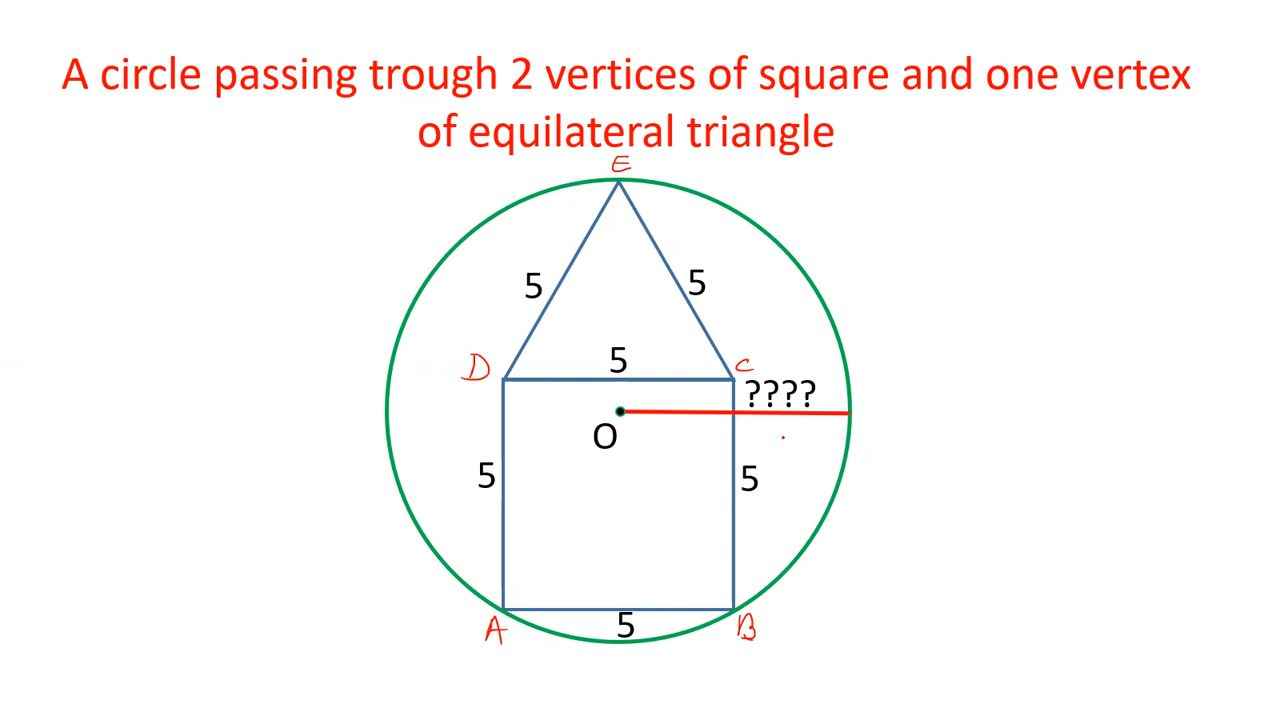 A circle passing trough 2 vertices of square and one vertex
of equilateral triangle
E
5 5
D 5 C
????
O
5 5
A 5 B